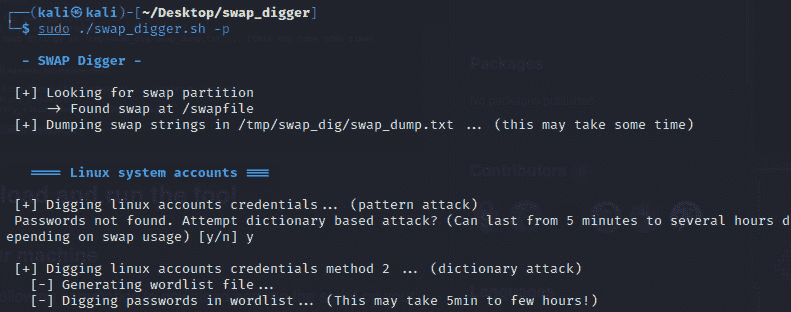 ┌──(kali㉿kali)-[~/Desktop/swap_digger]
└─$ sudo ./swap_digger.sh -p
- SWAP Digger -
[+] Looking for swap partition
-> Found swap at /swapfile
[+] Dumping swap strings in /tmp/swap_dig/swap_dump.txt ... (this may take some time)
Packages
==== Linux system accounts ====
Contributors
[+] Digging linux accounts credentials... (pattern attack)
Passwords not found. Attempt dictionary based attack? (Can last from 5 minutes to several hours d
epending on swap usage) [y/n] y
[+] Digging linux accounts credentials method 2 ... (dictionary attack)
[-] Generating wordlist file...
[-] Digging passwords in wordlist... (This may take 5min to few hours!)